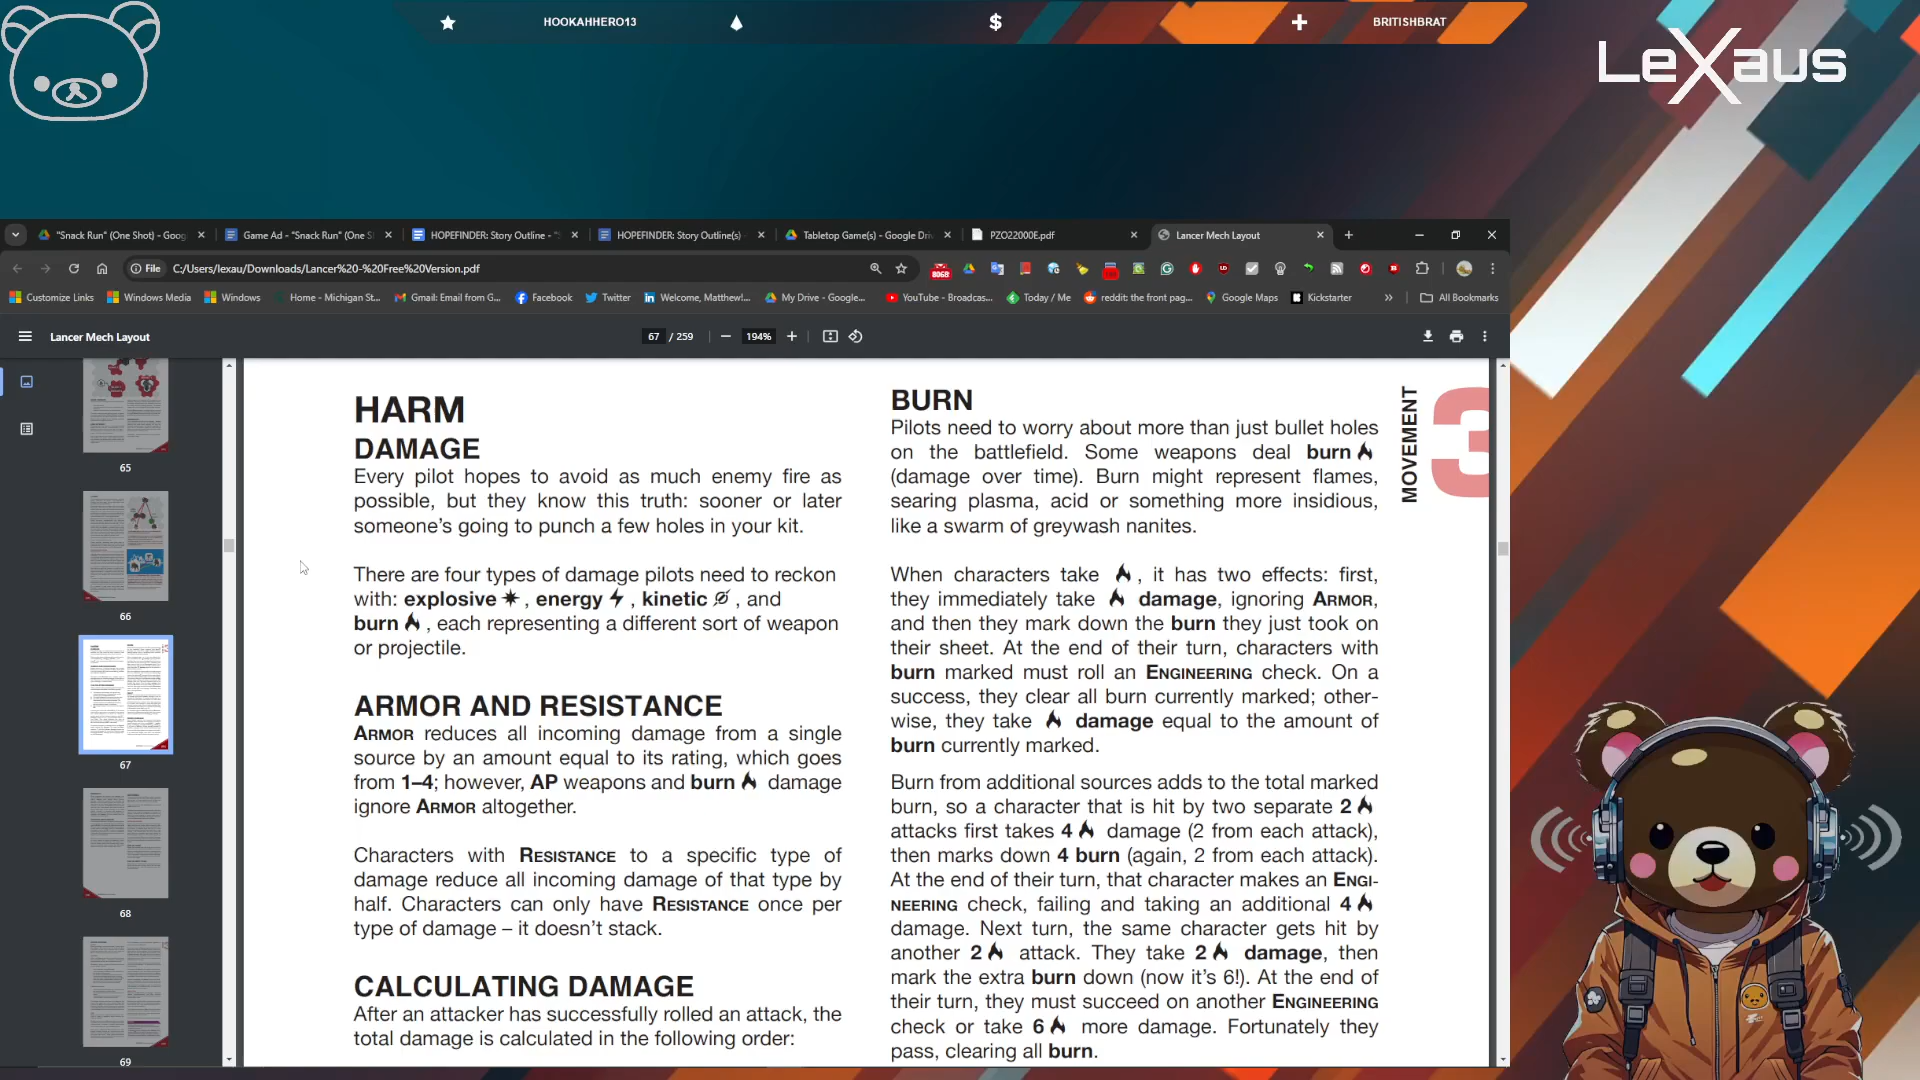 HOOKAHHERO13
$
BRITISHBRAT
LeXaus
"Snack Run" (One Shot) - Goog
Game Ad - "Snack Run" (One S
HOPEFINDER: Story Outline -
HOPEFINDER: Story Outline(s)
Tabletop Game(s) - Google Dri
PZO22000E.pdf
Lancer Mech Layout
File
C:/Users/lexau/Downloads/Lancer%20-%20Free%20Version.pdf
Customize Links
Windows Media
Windows
Home - Michigan St...
Gmail: Email from G...
Facebook
Twitter
Welcome, Matthew!...
My Drive - Google...
YouTube - Broadcas...
Today / Me
reddit: the front pag...
Google Maps
Kickstarter
»
All Bookmarks
Lancer Mech Layout
67 / 259
194%
65
66
67
68
69
HARM
DAMAGE
Every pilot hopes to avoid as much enemy fire as
possible, but they know this truth: sooner or later
someone's going to punch a few holes in your kit.
There are four types of damage pilots need to reckon
with: explosive , energy , kinetic , and
burn , each representing a different sort of weapon
or projectile.
ARMOR AND RESISTANCE
ARMOR reduces all incoming damage from a single
source by an amount equal to its rating, which goes
from 1–4; however, AP weapons and burn damage
ignore ARMOR altogether.
Characters with RESISTANCE to a specific type of
damage reduce all incoming damage of that type by
half. Characters can only have RESISTANCE once per
type of damage – it doesn't stack.
CALCULATING DAMAGE
After an attacker has successfully rolled an attack, the
total damage is calculated in the following order:
BURN
Pilots need to worry about more than just bullet holes
on the battlefield. Some weapons deal burn
(damage over time). Burn might represent flames,
searing plasma, acid or something more insidious,
like a swarm of greywash nanites.
When characters take , it has two effects: first,
they immediately take damage, ignoring ARMOR,
and then they mark down the burn they just took on
their sheet. At the end of their turn, characters with
burn marked must roll an ENGINEERING check. On a
success, they clear all burn currently marked; other-
wise, they take damage equal to the amount of
burn currently marked.
Burn from additional sources adds to the total marked
burn, so a character that is hit by two separate 2
attacks first takes 4 damage (2 from each attack),
then marks down 4 burn (again, 2 from each attack).
At the end of their turn, that character makes an ENGI-
NEERING check, failing and taking an additional 4
damage. Next turn, the same character gets hit by
another 2 attack. They take 2 damage, then
mark the extra burn down (now it's 6!). At the end of
their turn, they must succeed on another ENGINEERING
check or take 6 more damage. Fortunately they
pass, clearing all burn.
MOVEMENT
3